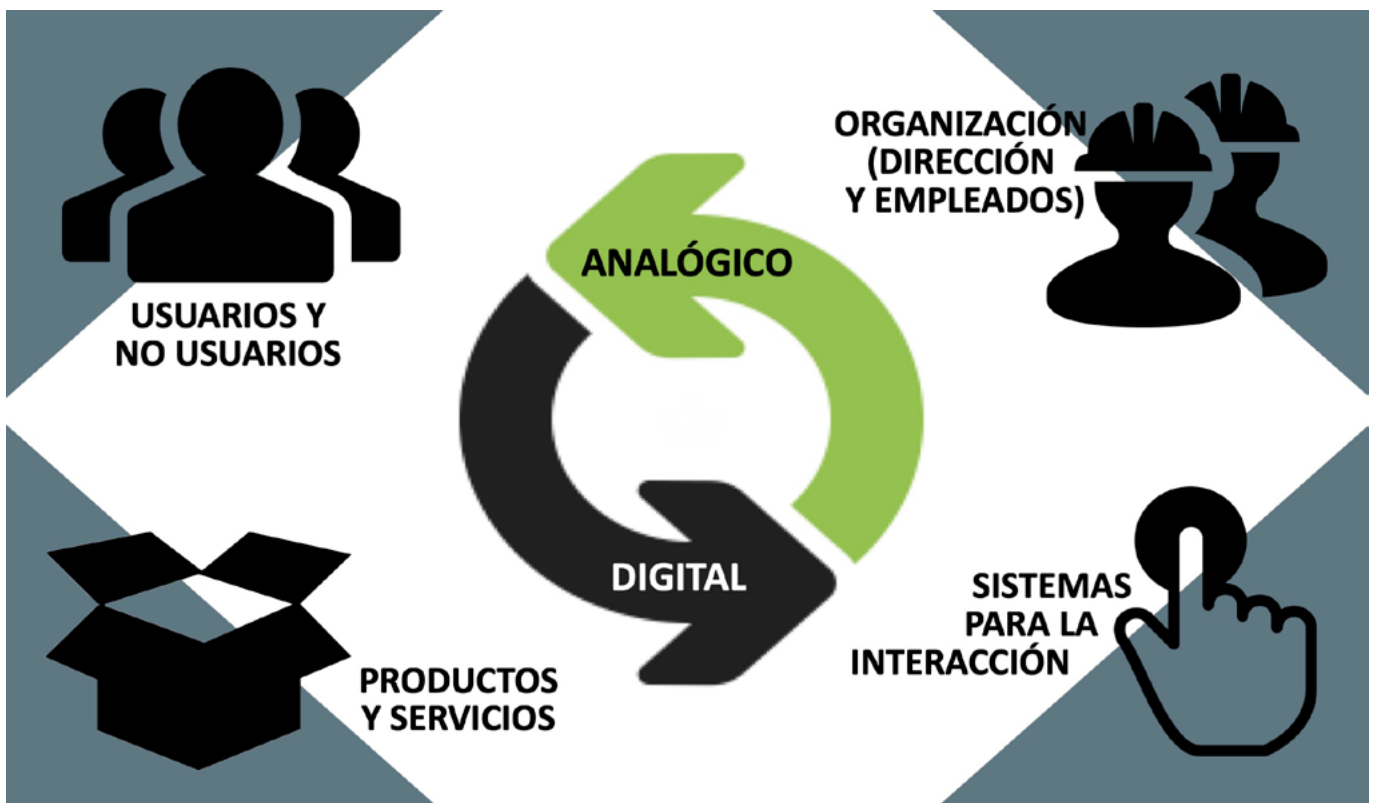 USUARIOS Y
NO USUARIOS
ORGANIZACIÓN
(DIRECCIÓN
Y EMPLEADOS)
ANALÓGICO
DIGITAL
PRODUCTOS
Y SERVICIOS
SISTEMAS
PARA LA
INTERACCIÓN